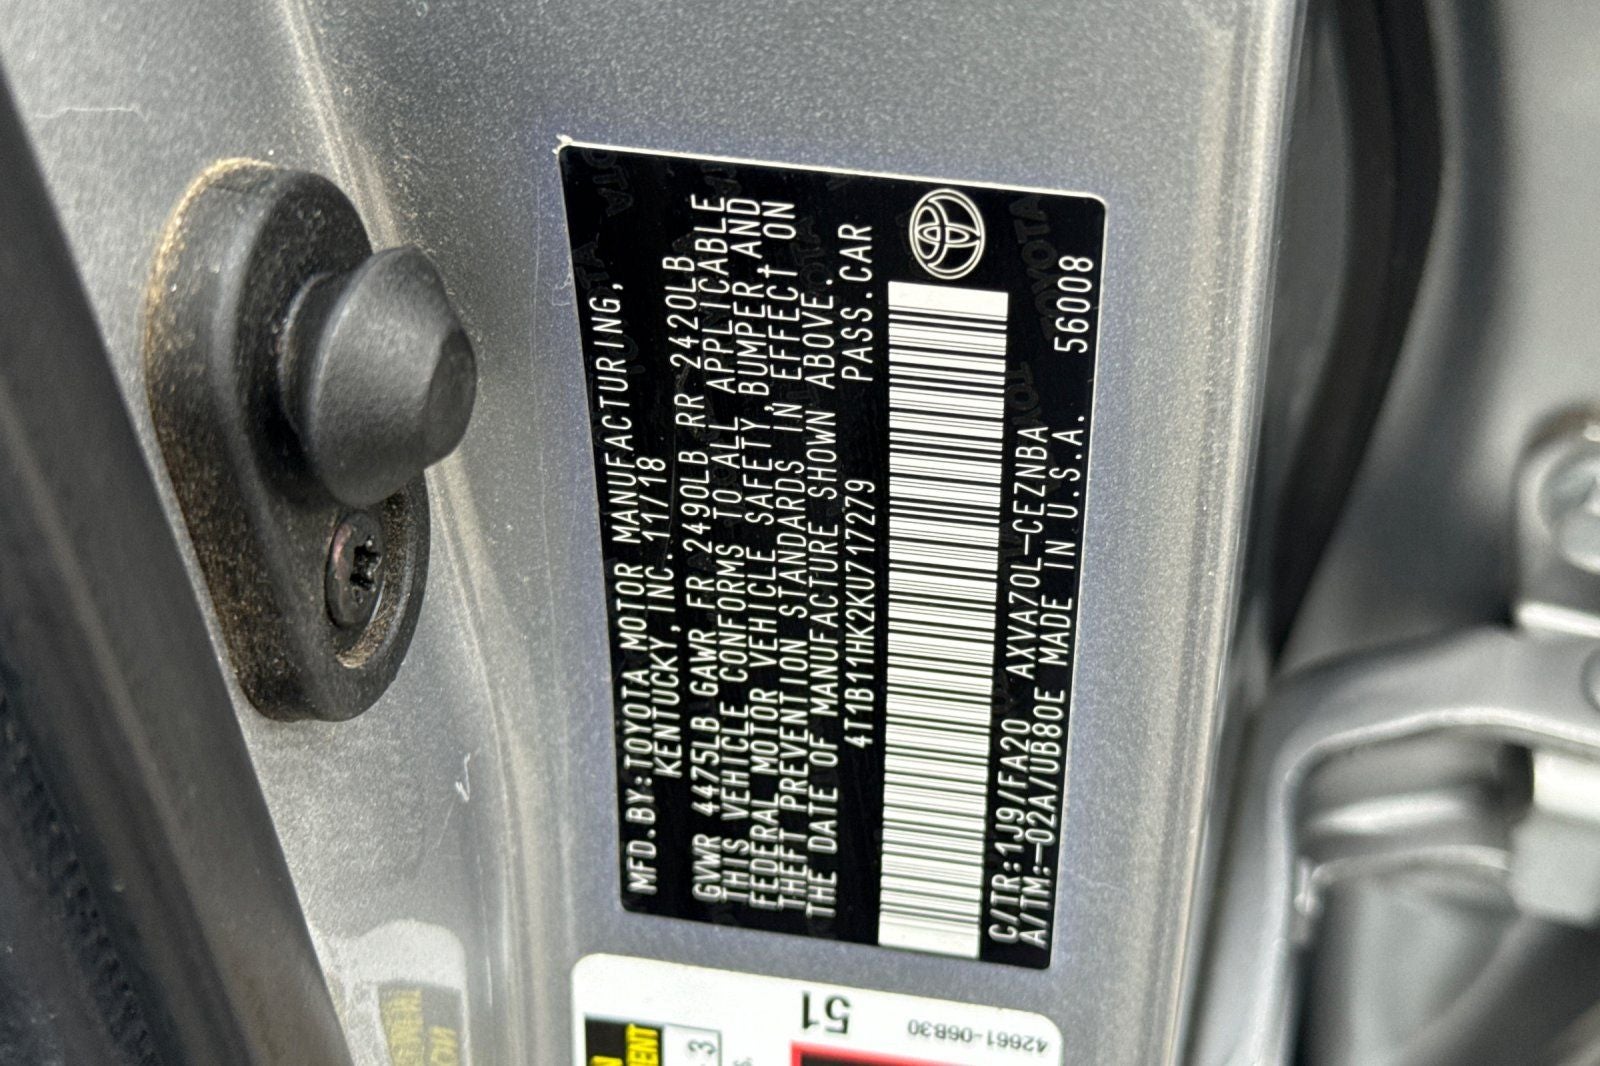 MFD.BY:TOYOTA MOTOR MANUFACTURING,
KENTUCKY, INC. 11/18
GVWR 4475LB GAWR FR 2490LB RR 2420LB
THIS VEHICLE CONFORMS TO ALL APPLICABLE
FEDERAL MOTOR VEHICLE SAFETY, BUMPER, AND
THEFT PREVENTION STANDARDS IN EFFECT ON
THE DATE OF MANUFACTURE SHOWN ABOVE.
4T1B11HK2KU717279 PASS.CAR
C/TR:1J9/FA20 AXVA70L-CEZNBA
A/TM:-02A/UB80E MADE IN U.S.A. 56008
TOYOTA
51
42661-06B30